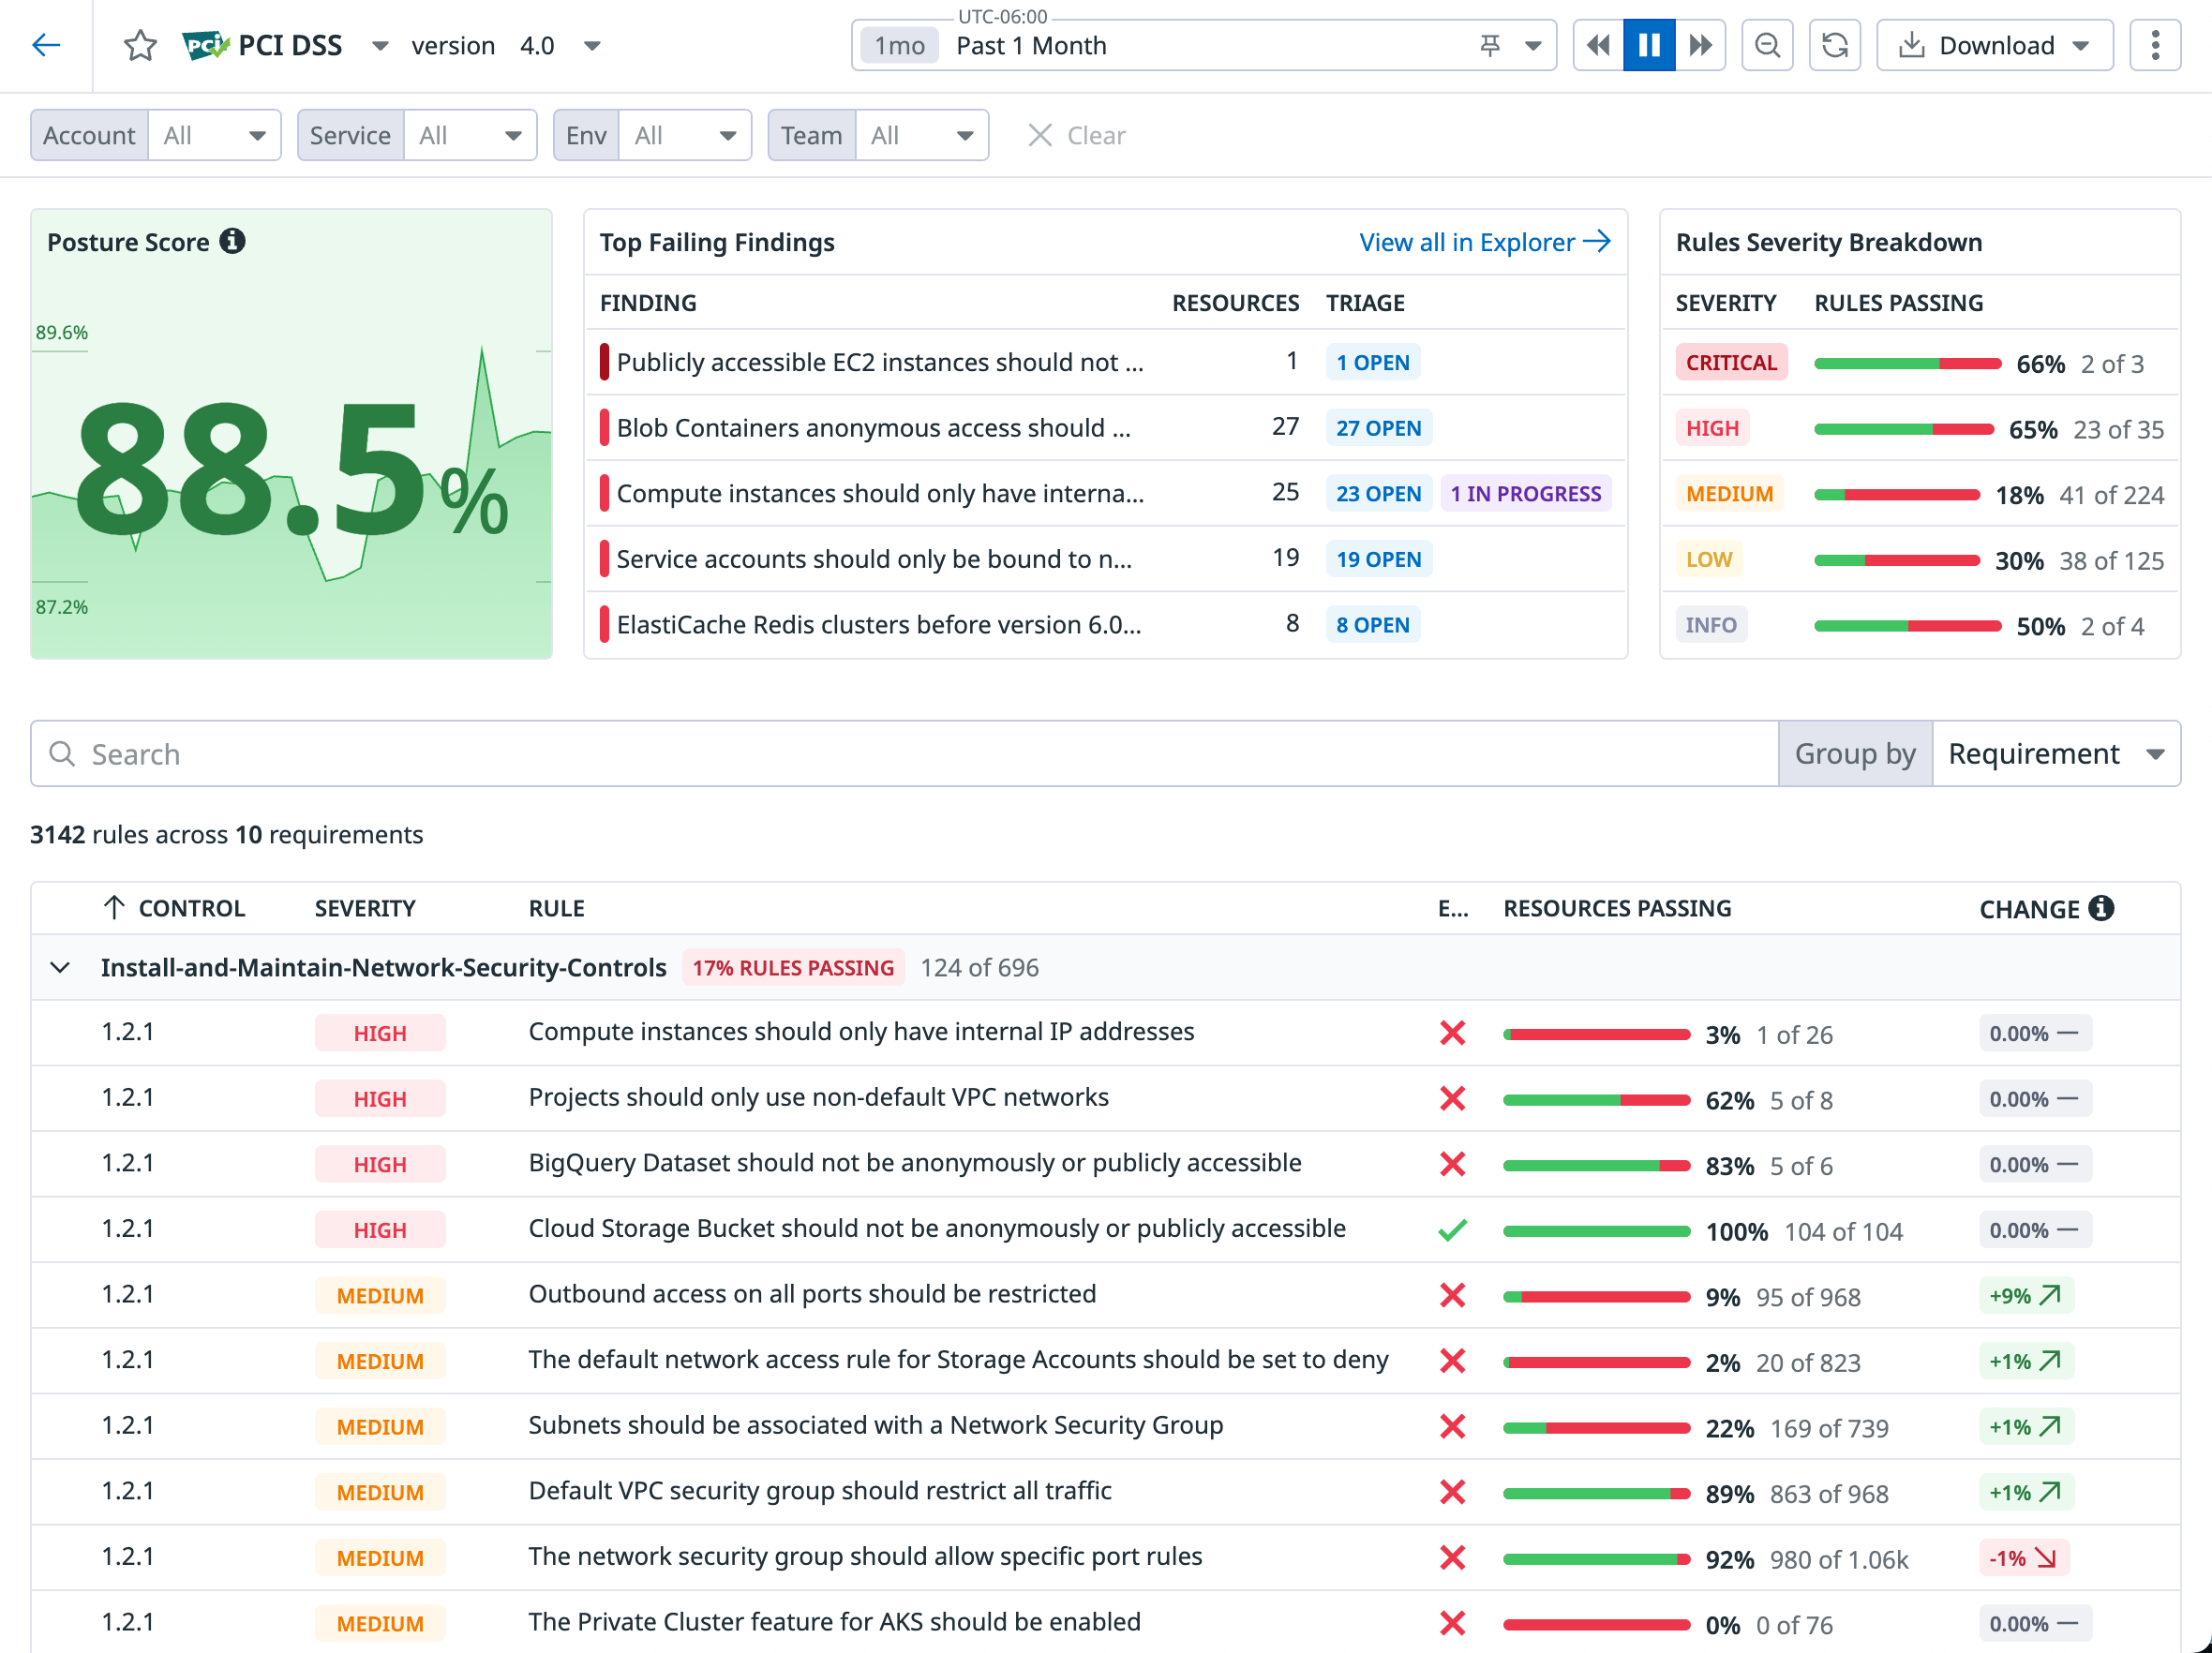 UTC-06:00
PCI PCI DSS version 4.0 1mo Past 1 Month Download
Account All Service All Env All Team All Clear
Posture Score
89.6%
88.5%
87.2%
Top Failing Findings View all in Explorer
FINDING RESOURCES TRIAGE
Publicly accessible EC2 instances should not ... 1 1 OPEN
Blob Containers anonymous access should ... 27 27 OPEN
Compute instances should only have interna... 25 23 OPEN 1 IN PROGRESS
Service accounts should only be bound to n... 19 19 OPEN
ElastiCache Redis clusters before version 6.0... 8 8 OPEN
Rules Severity Breakdown
SEVERITY RULES PASSING
CRITICAL 66% 2 of 3
HIGH 65% 23 of 35
MEDIUM 18% 41 of 224
LOW 30% 38 of 125
INFO 50% 2 of 4
Search Group by Requirement
3142 rules across 10 requirements
CONTROL SEVERITY RULE E... RESOURCES PASSING CHANGE
Install-and-Maintain-Network-Security-Controls 17% RULES PASSING 124 of 696
1.2.1 HIGH Compute instances should only have internal IP addresses 3% 1 of 26 0.00% —
1.2.1 HIGH Projects should only use non-default VPC networks 62% 5 of 8 0.00% —
1.2.1 HIGH BigQuery Dataset should not be anonymously or publicly accessible 83% 5 of 6 0.00% —
1.2.1 HIGH Cloud Storage Bucket should not be anonymously or publicly accessible 100% 104 of 104 0.00% —
1.2.1 MEDIUM Outbound access on all ports should be restricted 9% 95 of 968 +9%
1.2.1 MEDIUM The default network access rule for Storage Accounts should be set to deny 2% 20 of 823 +1%
1.2.1 MEDIUM Subnets should be associated with a Network Security Group 22% 169 of 739 +1%
1.2.1 MEDIUM Default VPC security group should restrict all traffic 89% 863 of 968 +1%
1.2.1 MEDIUM The network security group should allow specific port rules 92% 980 of 1.06k -1%
1.2.1 MEDIUM The Private Cluster feature for AKS should be enabled 0% 0 of 76 0.00% —